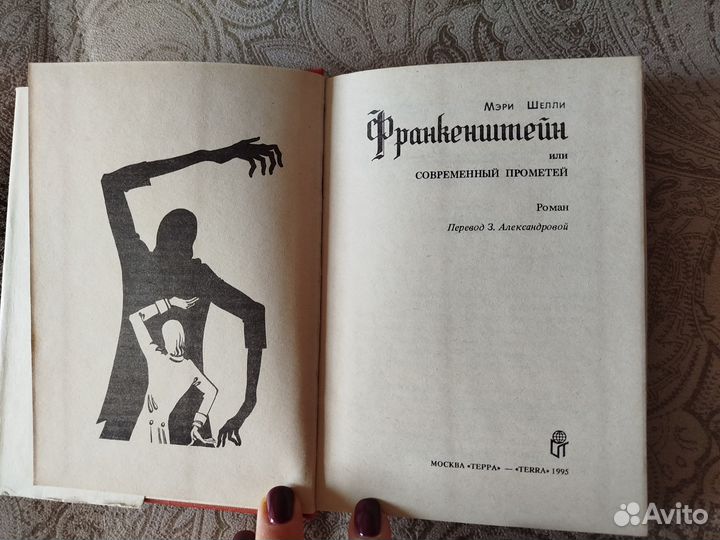 Мэри Шелли
Франкенштейн
или
СОВРЕМЕННЫЙ ПРОМЕТЕЙ
Роман
Перевод З. Александровой
МОСКВА «ТЕРРА» — «TERRA» 1995
Avito